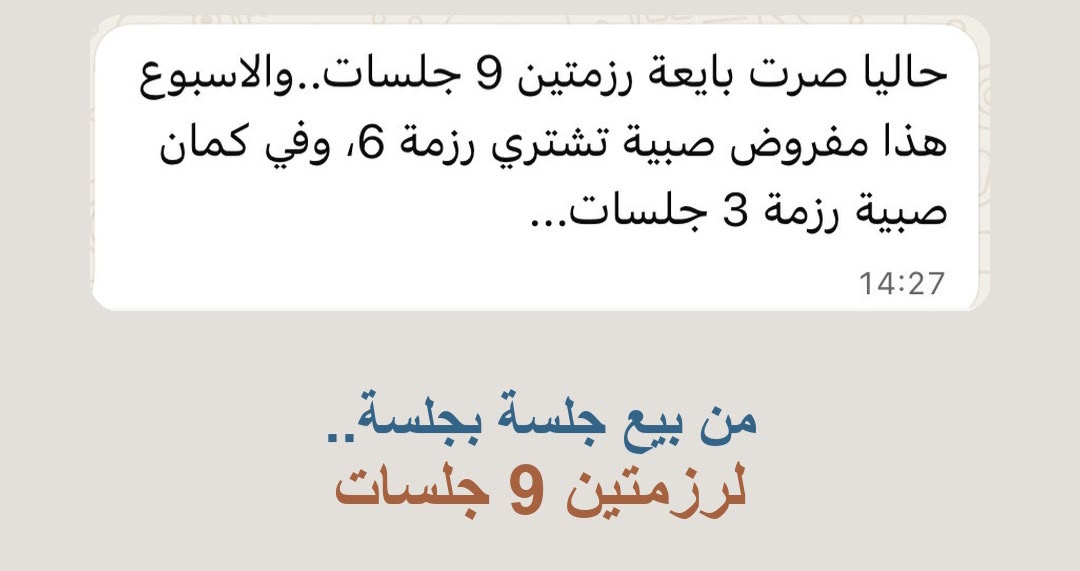 حاليا صرت بايعة رزمتين 9 جلسات..والاسبوع
هذا مفروض صبية تشتري رزمة 6، وفي كمان
صبية رزمة 3 جلسات...
14:27
من بيع جلسة بجلسة..
لرزمتين 9 جلسات